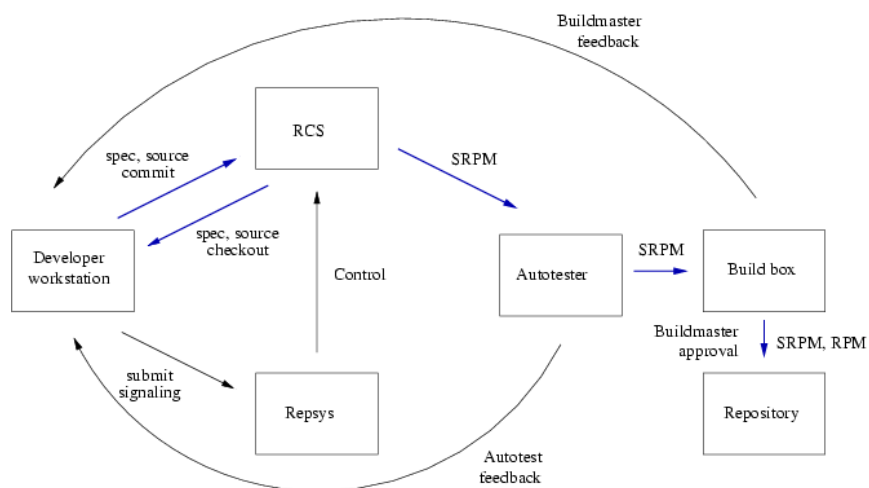 Buildmaster
feedback
RCS
spec, source
commit
SRPM
spec, source
checkout
Developer
workstation
Control
Autotester
SRPM
Build box
Buildmaster
approval
SRPM, RPM
submit
signaling
Repsys
Repository
Autotest
feedback